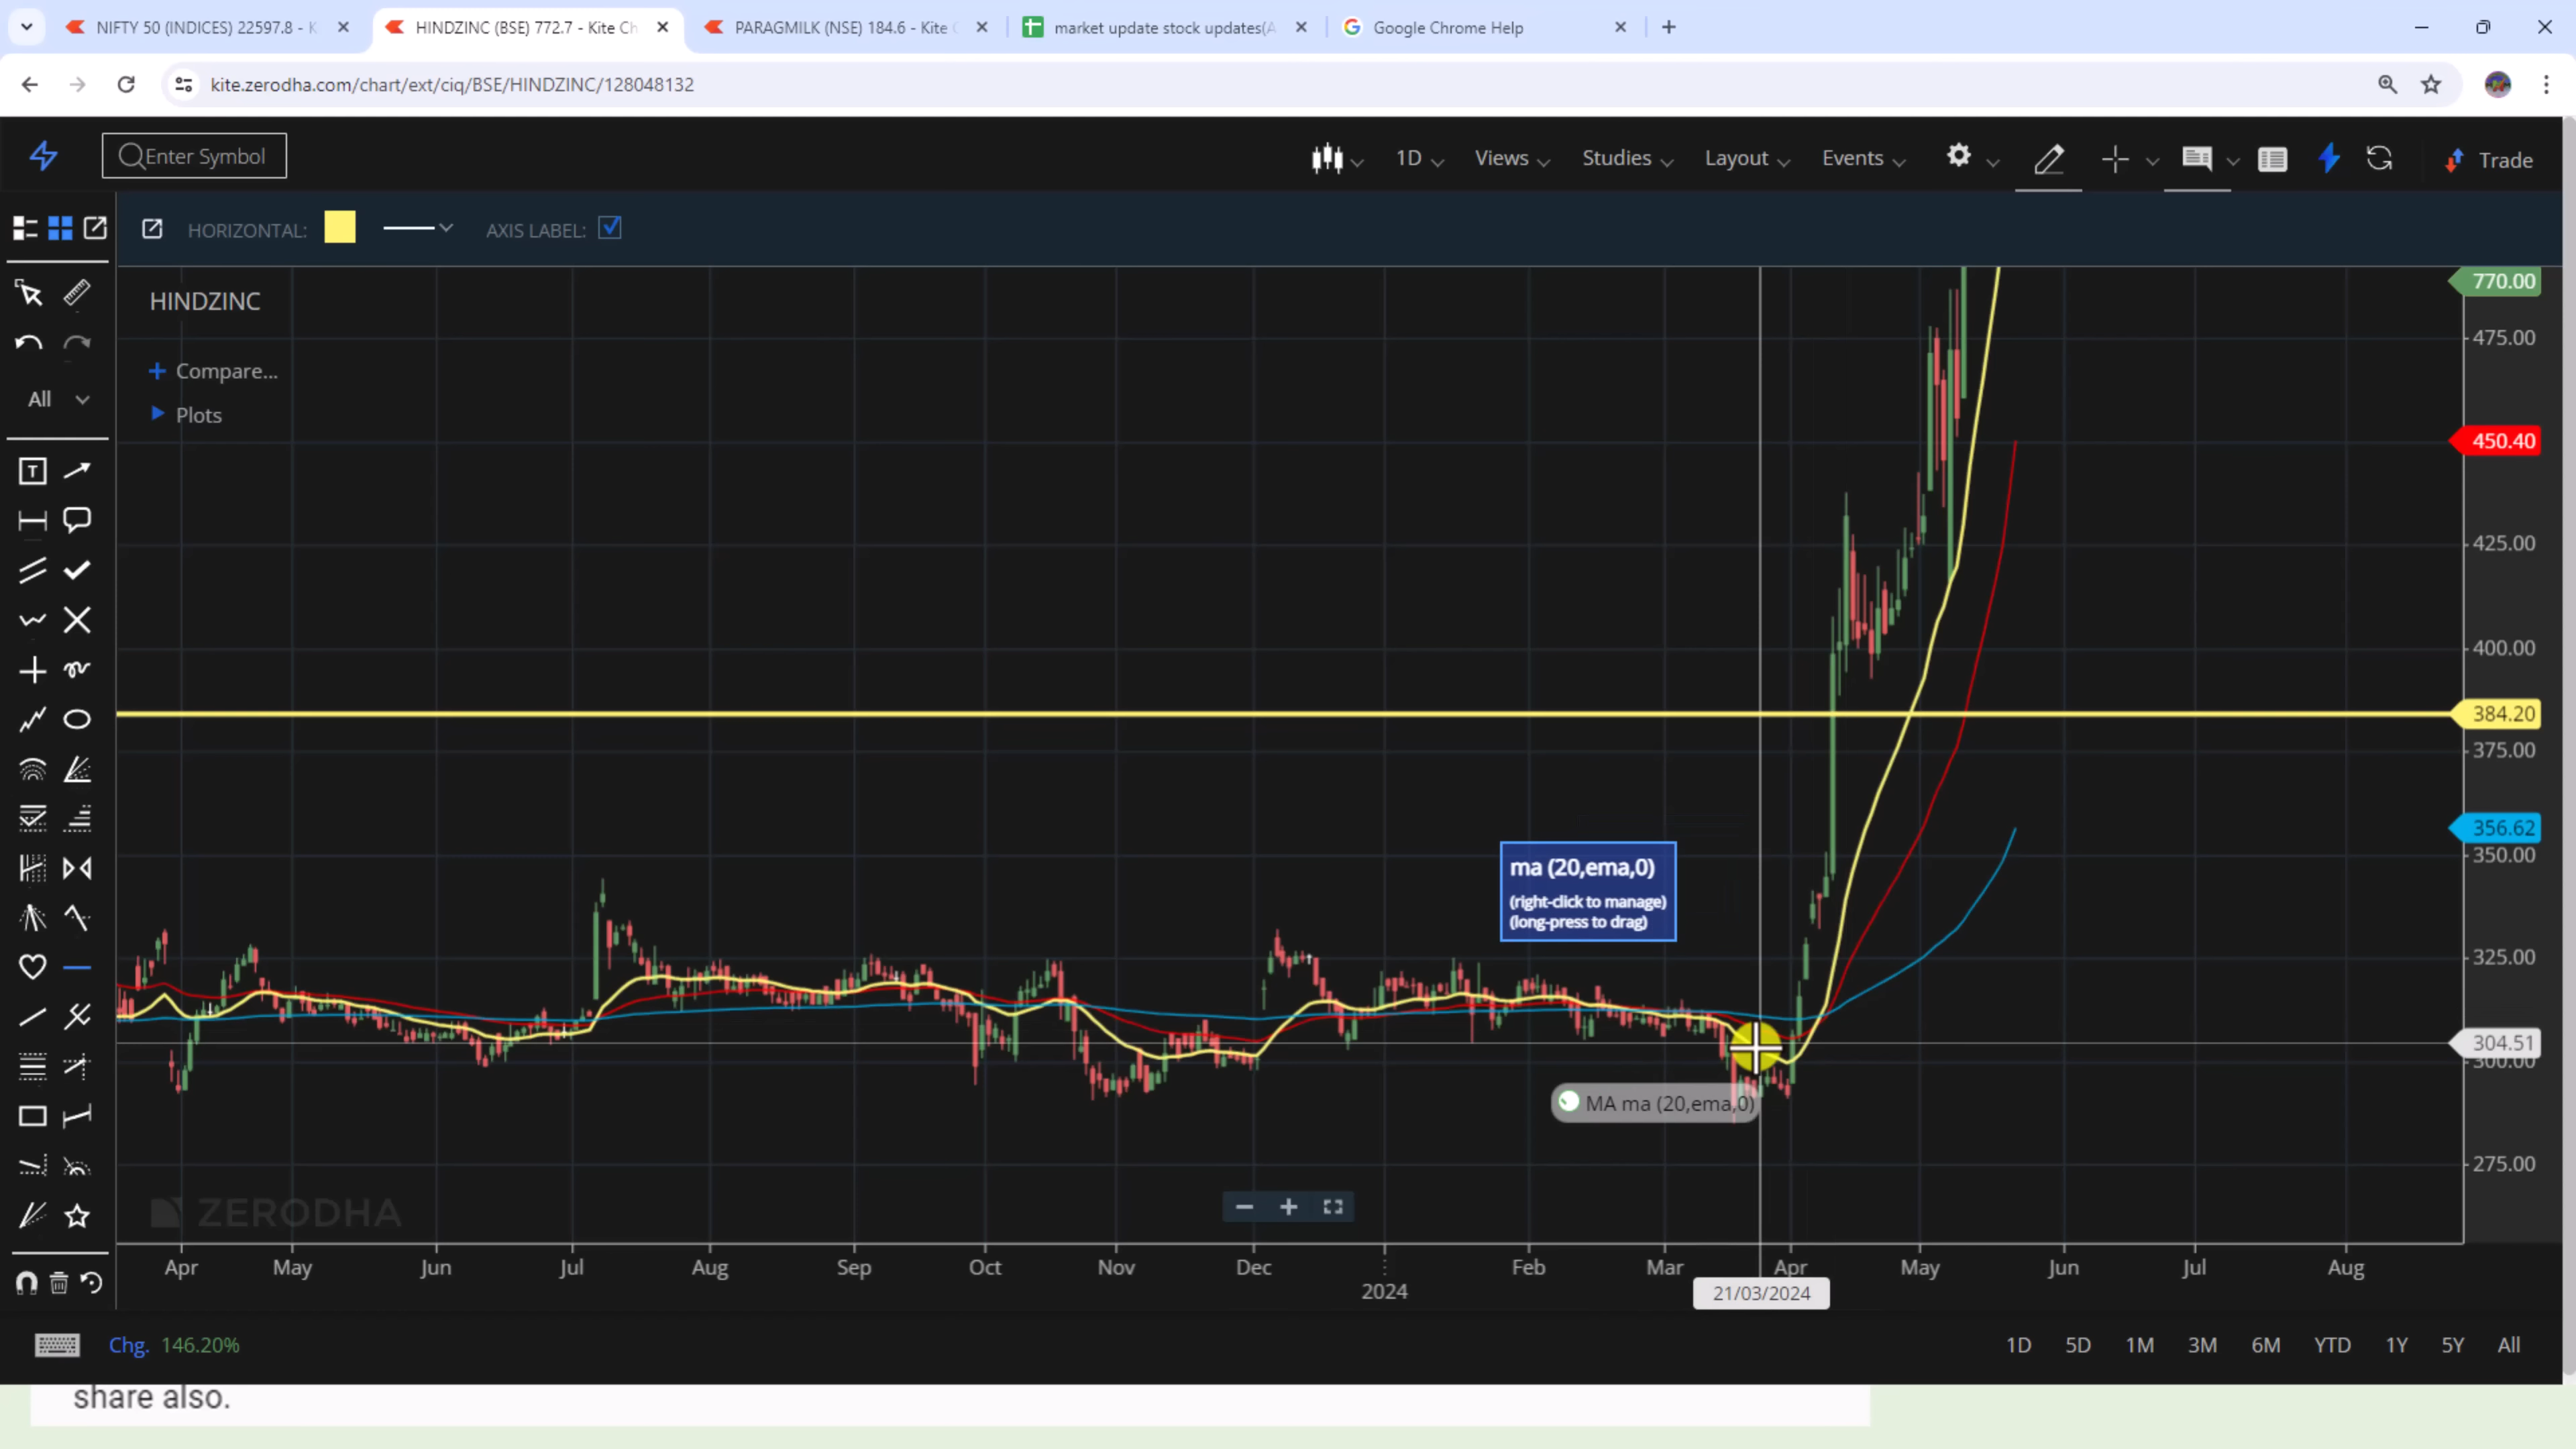 NIFTY 50 (INDICES) 22597.8 - K
HINDZINC (BSE) 772.7 - Kite Ch
PARAGMILK (NSE) 184.6 - Kite C
market update stock updates(A
Google Chrome Help
kite.zerodha.com/chart/ext/ciq/BSE/HINDZINC/128048132
Enter Symbol
1D
Views
Studies
Layout
Events
Trade
HORIZONTAL:
AXIS LABEL:
HINDZINC
Compare...
Plots
All
T
770.00
475.00
450.40
425.00
400.00
384.20
375.00
356.62
350.00
325.00
304.51
300.00
275.00
ma (20,ema,0)
(right-click to manage)
(long-press to drag)
MA ma (20,ema,0)
ZERODHA
Apr May Jun Jul Aug Sep Oct Nov Dec 2024 Feb Mar Apr May Jun Jul Aug
21/03/2024
Chg. 146.20%
1D 5D 1M 3M 6M YTD 1Y 5Y All
share also.